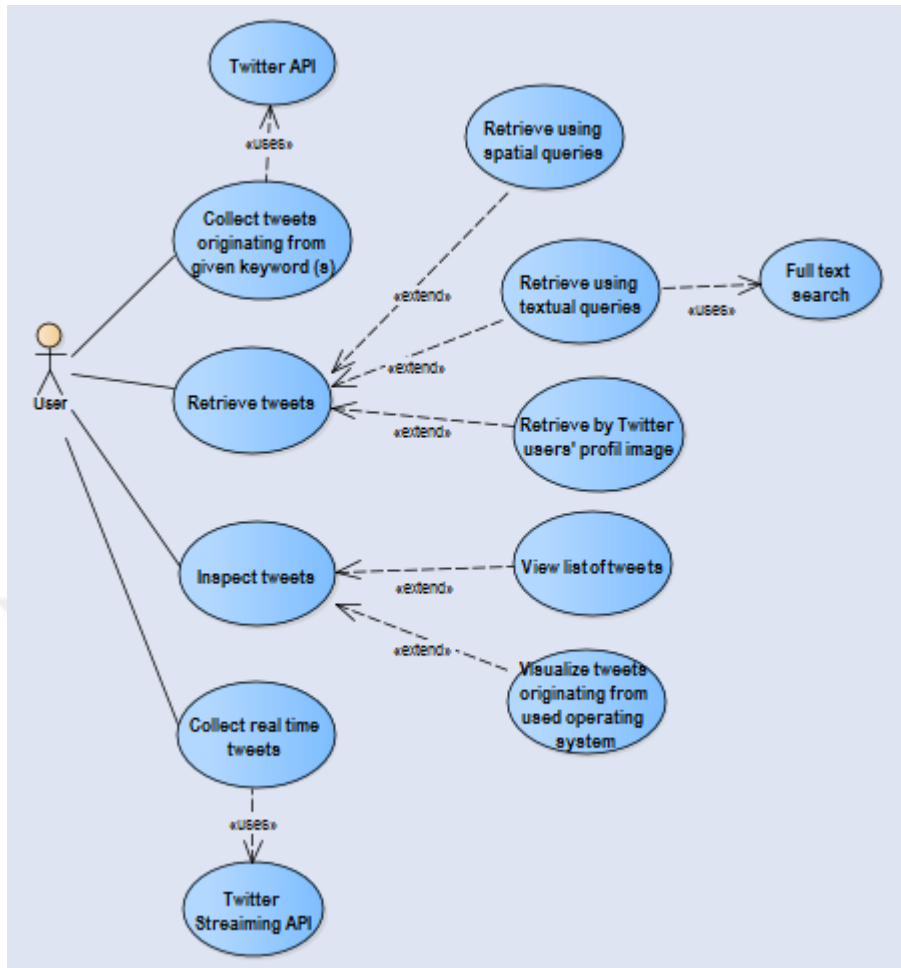 Twitter API
«uses»
Collect tweets
originating from
given keyword (s)
Retrieve using
spatial queries
«extend»
Retrieve using
textual queries
«uses»
Full text
search
«extend»
User
Retrieve tweets
«extend»
Retrieve by Twitter
users' profil image
Inspect tweets
«extend»
View list of tweets
«extend»
Visualize tweets
originating from
used operating
system
Collect real time
tweets
«uses»
Twitter
Streaiming API